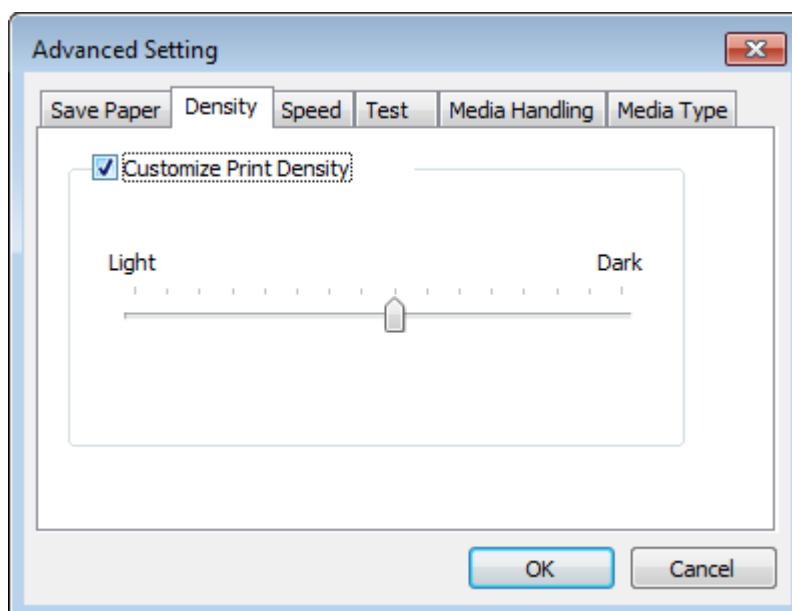 Advanced Setting
Save Paper Density Speed Test Media Handling Media Type
Customize Print Density
Light Dark
OK Cancel